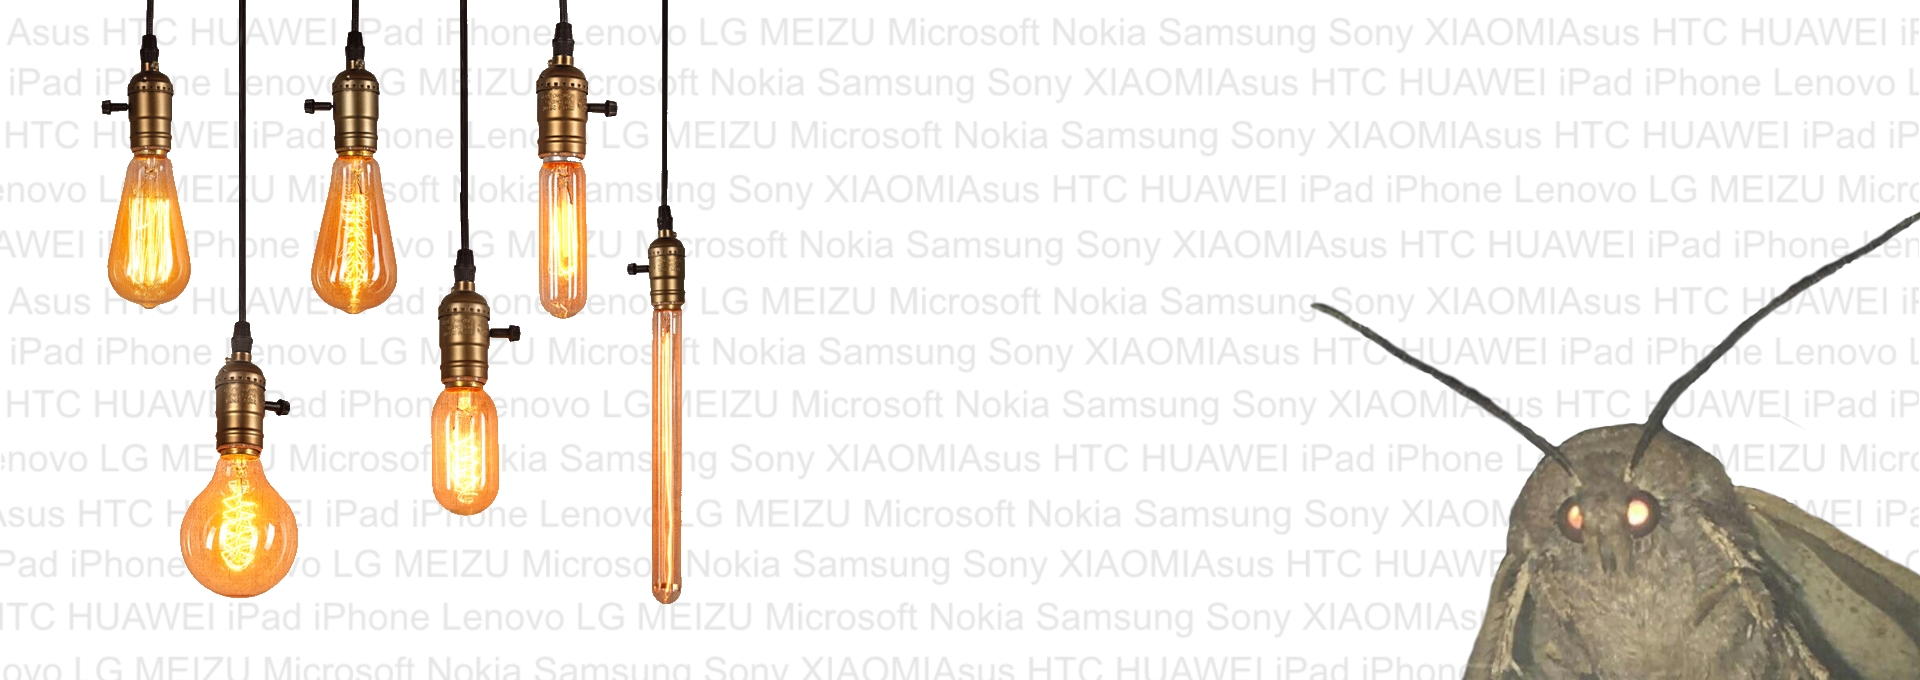 Asus HTC HUAWEI iPad iPhone Lenovo LG MEIZU Microsoft Nokia Samsung Sony XIAOMIAsus HTC HUAWEI
iPad iPhone Lenovo LG MEIZU Microsoft Nokia Samsung Sony XIAOMIAsus HTC HUAWEI iPad iPhone Lenovo
HTC HUAWEI iPad iPhone Lenovo LG MEIZU Microsoft Nokia Samsung Sony XIAOMIAsus HTC HUAWEI iPad
enovo LG MEIZU Microsoft Nokia Samsung Sony XIAOMIAsus HTC HUAWEI iPad iPhone Lenovo LG MEIZU Micro
AWEI iPad iPhone Lenovo LG MEIZU Microsoft Nokia Samsung Sony XIAOMIAsus HTC HUAWEI iPad iPhone Len
Asus HTC HUAWEI iPad iPhone Lenovo LG MEIZU Microsoft Nokia Samsung Sony XIAOMIAsus HTC HUAWEI
iPad iPhone Lenovo LG MEIZU Microsoft Nokia Samsung Sony XIAOMIAsus HTC HUAWEI iPad iPhone Lenovo
HTC HUAWEI iPad iPhone Lenovo LG MEIZU Microsoft Nokia Samsung Sony XIAOMIAsus HTC HUAWEI iPad
enovo LG MEIZU Microsoft Nokia Samsung Sony XIAOMIAsus HTC HUAWEI iPad iPhone MEIZU Micro
Asus HTC HUAWEI iPad iPhone Lenovo LG MEIZU Microsoft Nokia Samsung Sony XIAOM WEI
Pad iPhone Lenovo LG MEIZU Microsoft Nokia Samsung Sony XIAOMIAsus HTC HUAWEI
HTC HUAWEI iPad iPhone Lenovo LG MEIZU Microsoft Nokia Samsung Sony XIAOMIAs
ovo LG MEIZU Microsoft Nokia Samsung Sony XIAOMIAsus HTC HUAWEI iPad iPhone